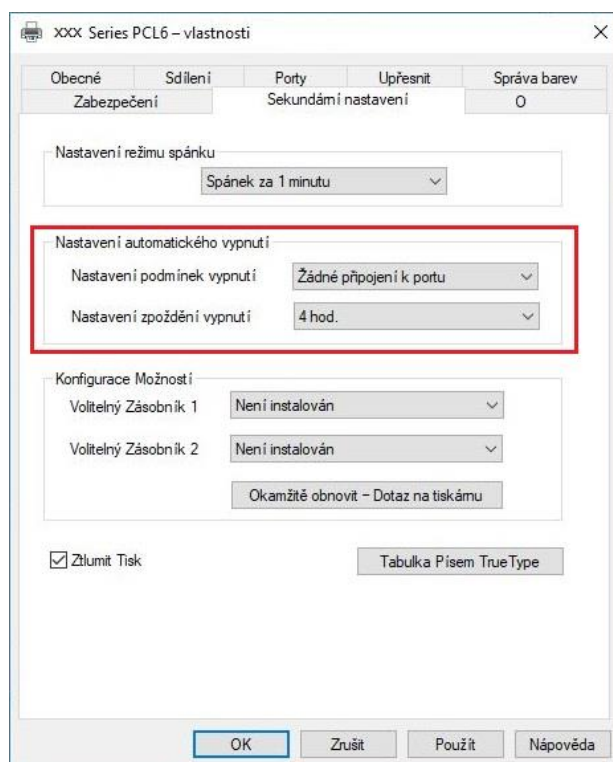 XXX Series PCL6 – vlastnosti
Obecné Sdílení Porty Upřesnit Správa barev
Zabezpečení Sekundámí nastavení O
Nastavení režimu spánku
Spánek za 1 minutu
Nastavení automatického vypnutí
Nastavení podmínek vypnutí Žádné připojení k portu
Nastavení zpoždění vypnutí 4 hod.
Konfigurace Možností
Volitelný Zásobník 1 Není instalován
Volitelný Zásobník 2 Není instalován
Okamžitě obnovit – Dotaz na tiskámu
Ztlumit Tisk Tabulka Písem TrueType
OK Zrušit Použít Nápověda